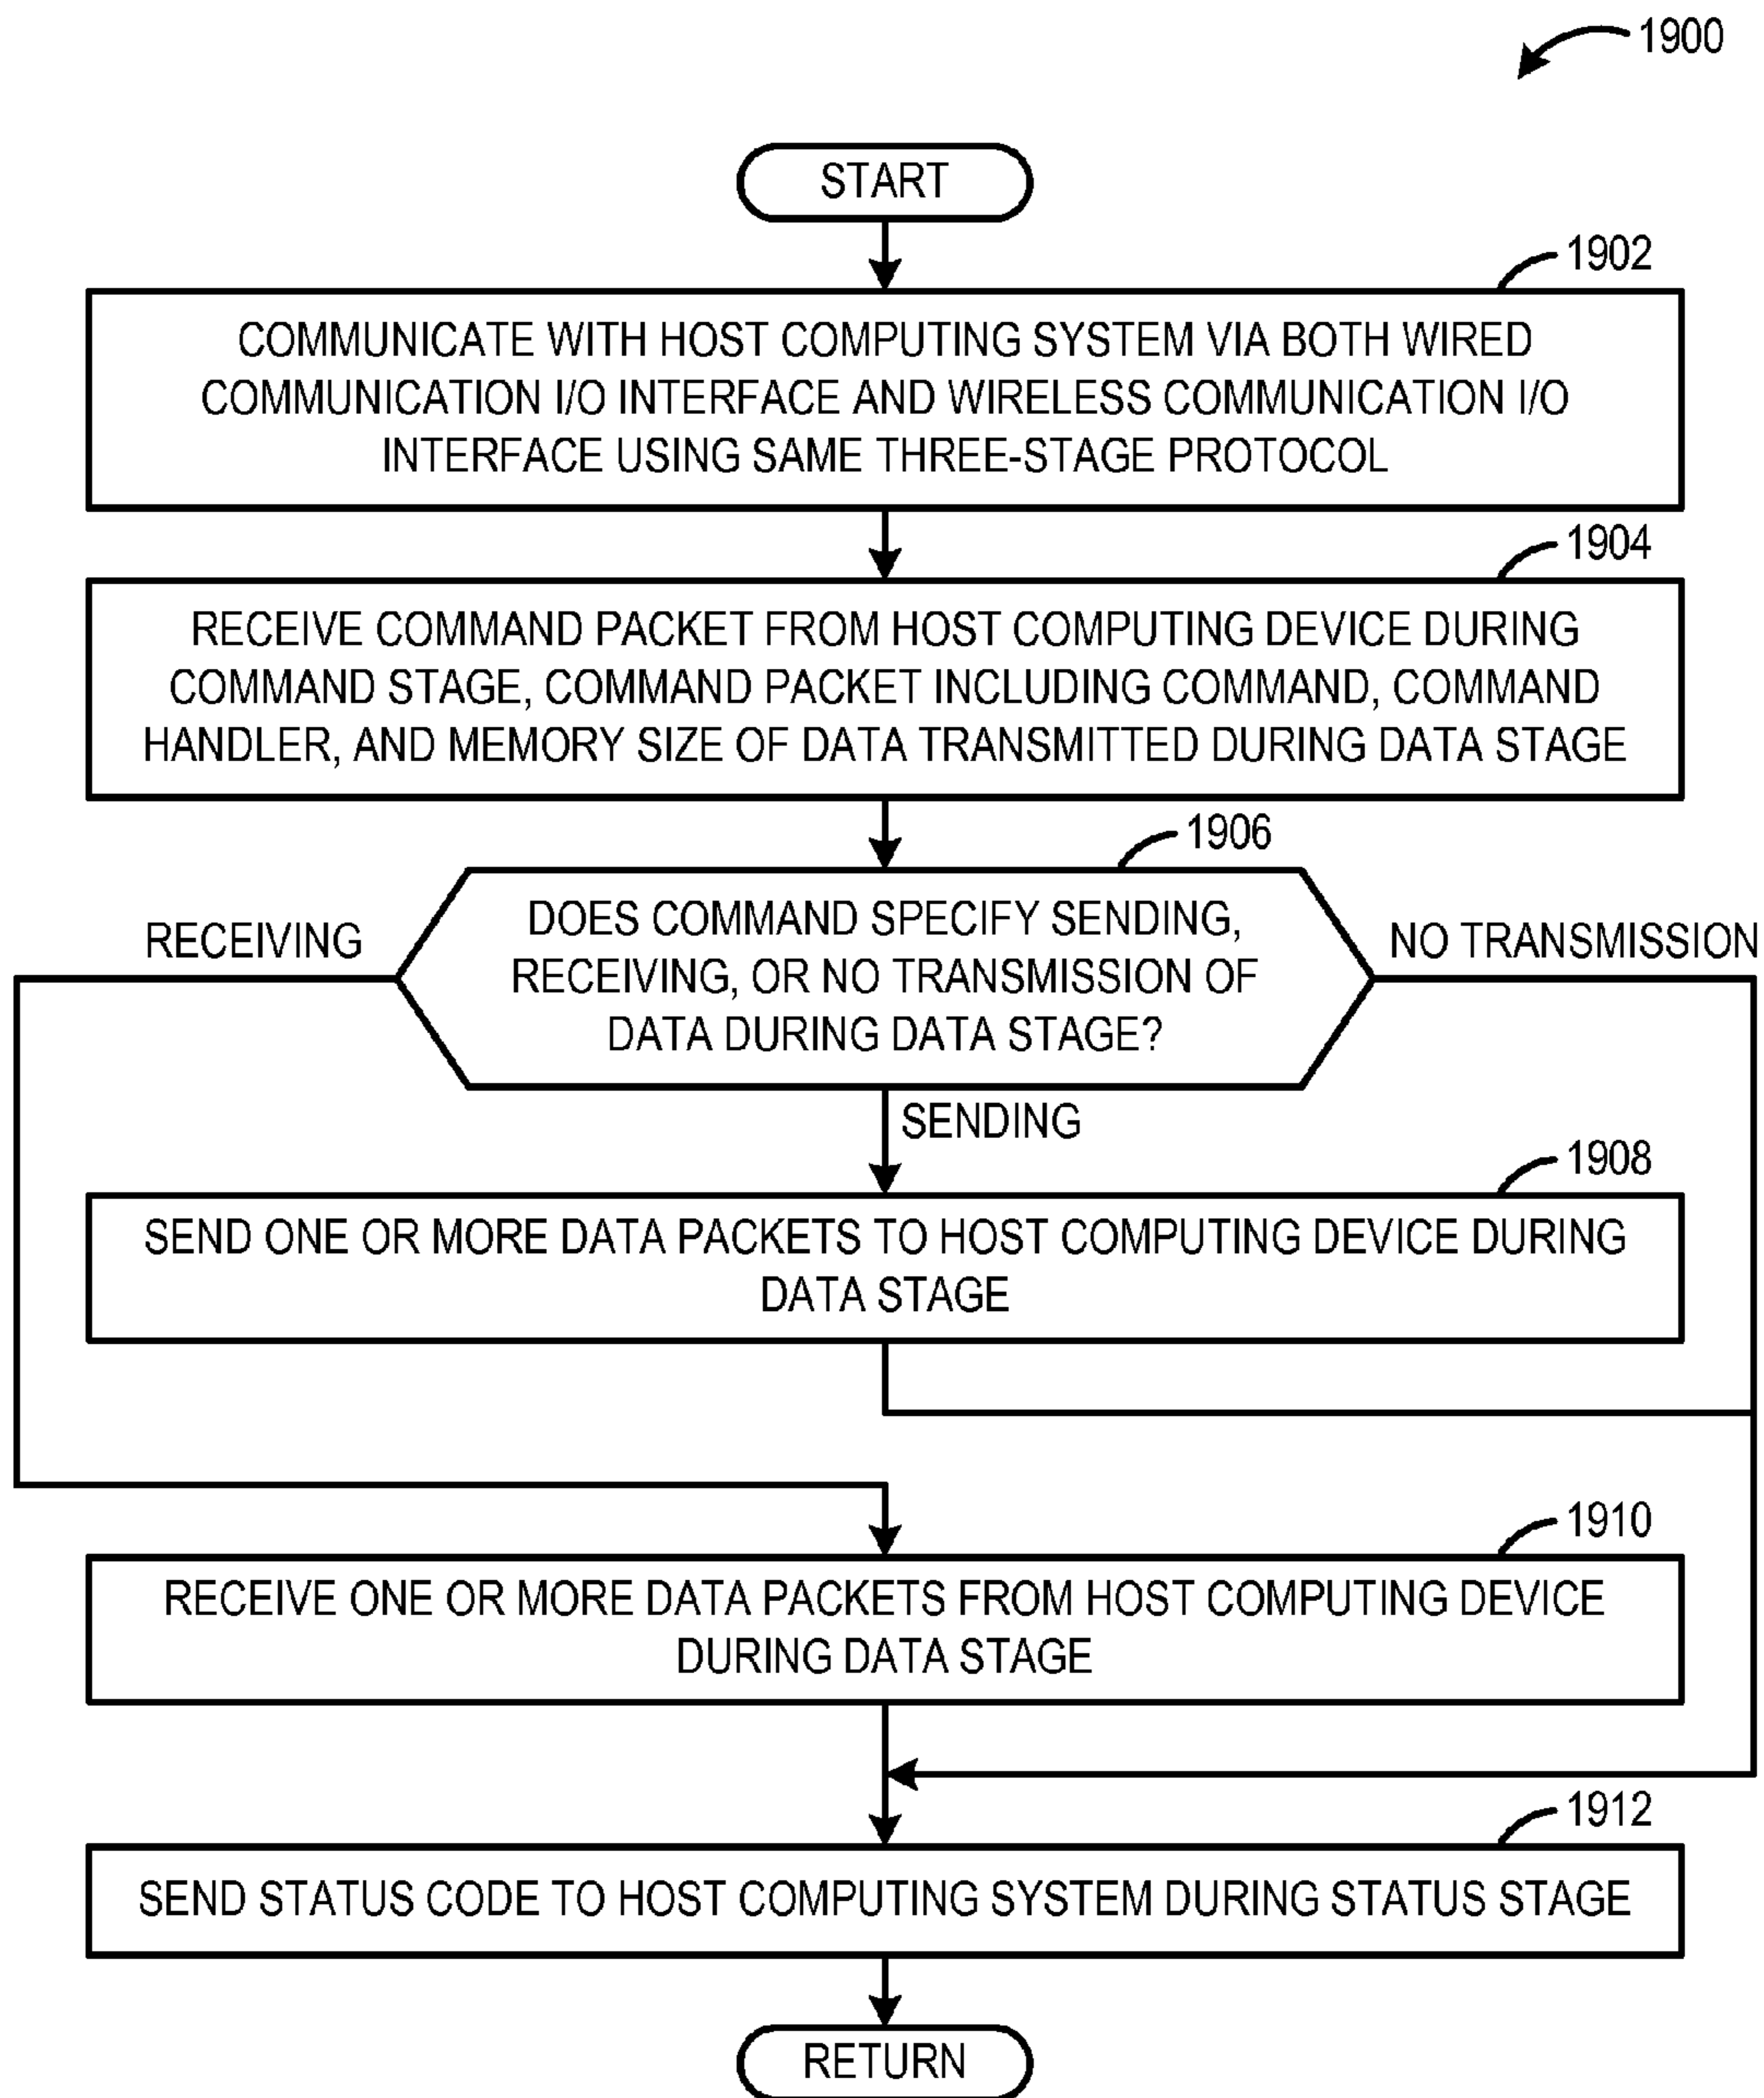 1900
START
1902
COMMUNICATE WITH HOST COMPUTING SYSTEM VIA BOTH WIRED
COMMUNICATION I/O INTERFACE AND WIRELESS COMMUNICATION I/O
INTERFACE USING SAME THREE-STAGE PROTOCOL
1904
RECEIVE COMMAND PACKET FROM HOST COMPUTING DEVICE DURING
COMMAND STAGE, COMMAND PACKET INCLUDING COMMAND, COMMAND
HANDLER, AND MEMORY SIZE OF DATA TRANSMITTED DURING DATA STAGE
1906
DOES COMMAND SPECIFY SENDING,
RECEIVING, OR NO TRANSMISSION OF
DATA DURING DATA STAGE?
RECEIVING
NO TRANSMISSION
SENDING
1908
SEND ONE OR MORE DATA PACKETS TO HOST COMPUTING DEVICE DURING
DATA STAGE
1910
RECEIVE ONE OR MORE DATA PACKETS FROM HOST COMPUTING DEVICE
DURING DATA STAGE
1912
SEND STATUS CODE TO HOST COMPUTING SYSTEM DURING STATUS STAGE
RETURN